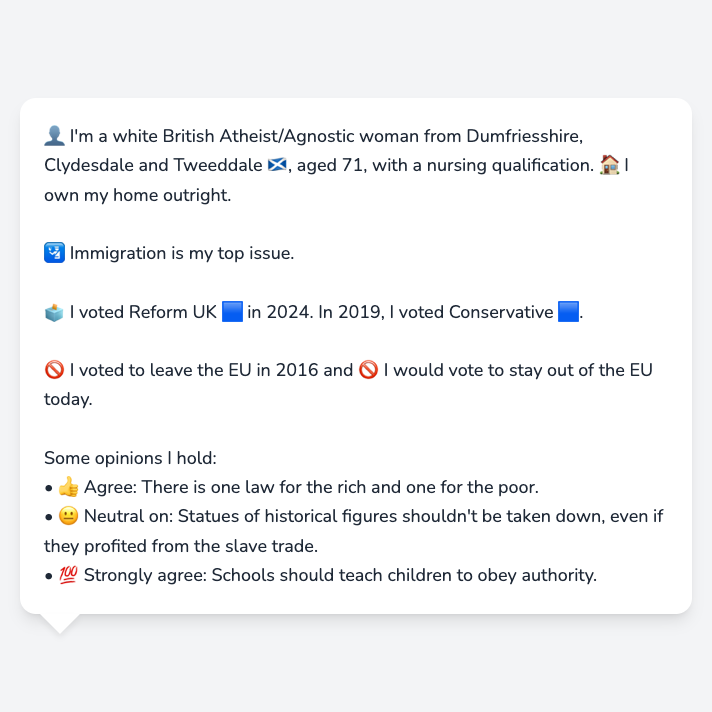 👤 I'm a white British Atheist/Agnostic woman from Dumfriesshire,
Clydesdale and Tweeddale 🏴󠁧󠁢󠁳󠁣󠁴󠁿, aged 71, with a nursing qualification. 🏠 I
own my home outright.
🛂 Immigration is my top issue.
🗳️ I voted Reform UK 🟦 in 2024. In 2019, I voted Conservative 🟦.
🚫 I voted to leave the EU in 2016 and 🚫 I would vote to stay out of the EU
today.
Some opinions I hold:
• 👍 Agree: There is one law for the rich and one for the poor.
• 😐 Neutral on: Statues of historical figures shouldn't be taken down, even if
they profited from the slave trade.
• 💯 Strongly agree: Schools should teach children to obey authority.